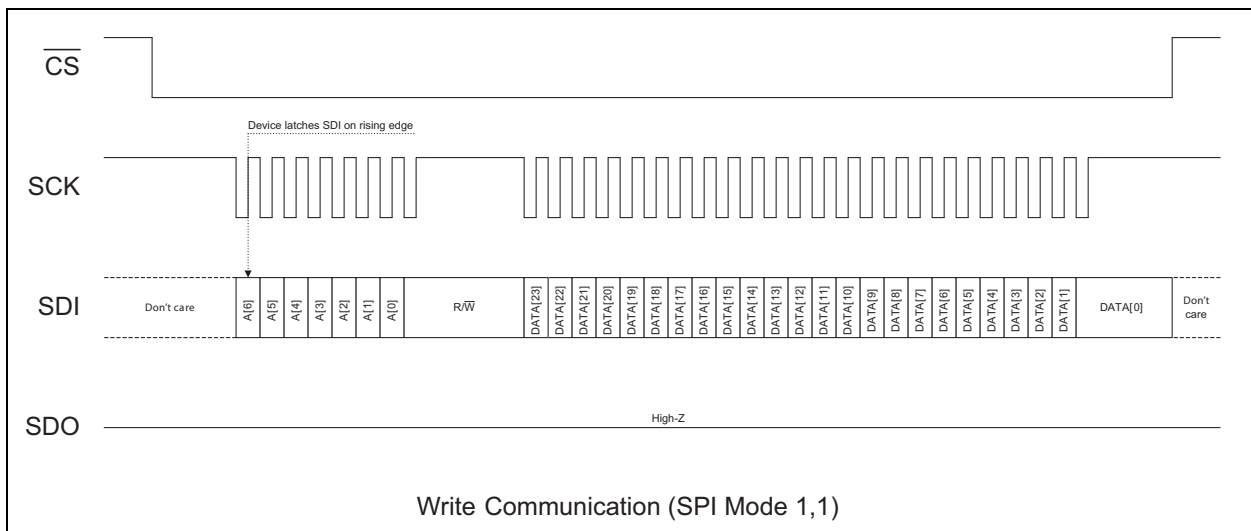 CS
Device latches SDI on rising edge
SCK
SDI
Don't care
A[6]
A[5]
A[4]
A[3]
A[2]
A[1]
A[0]
R/W
DATA[23]
DATA[22]
DATA[21]
DATA[20]
DATA[19]
DATA[18]
DATA[17]
DATA[16]
DATA[15]
DATA[14]
DATA[13]
DATA[12]
DATA[11]
DATA[10]
DATA[9]
DATA[8]
DATA[7]
DATA[6]
DATA[5]
DATA[4]
DATA[3]
DATA[2]
DATA[1]
DATA[0]
Don't
care
SDO
High-Z
Write Communication (SPI Mode 1,1)